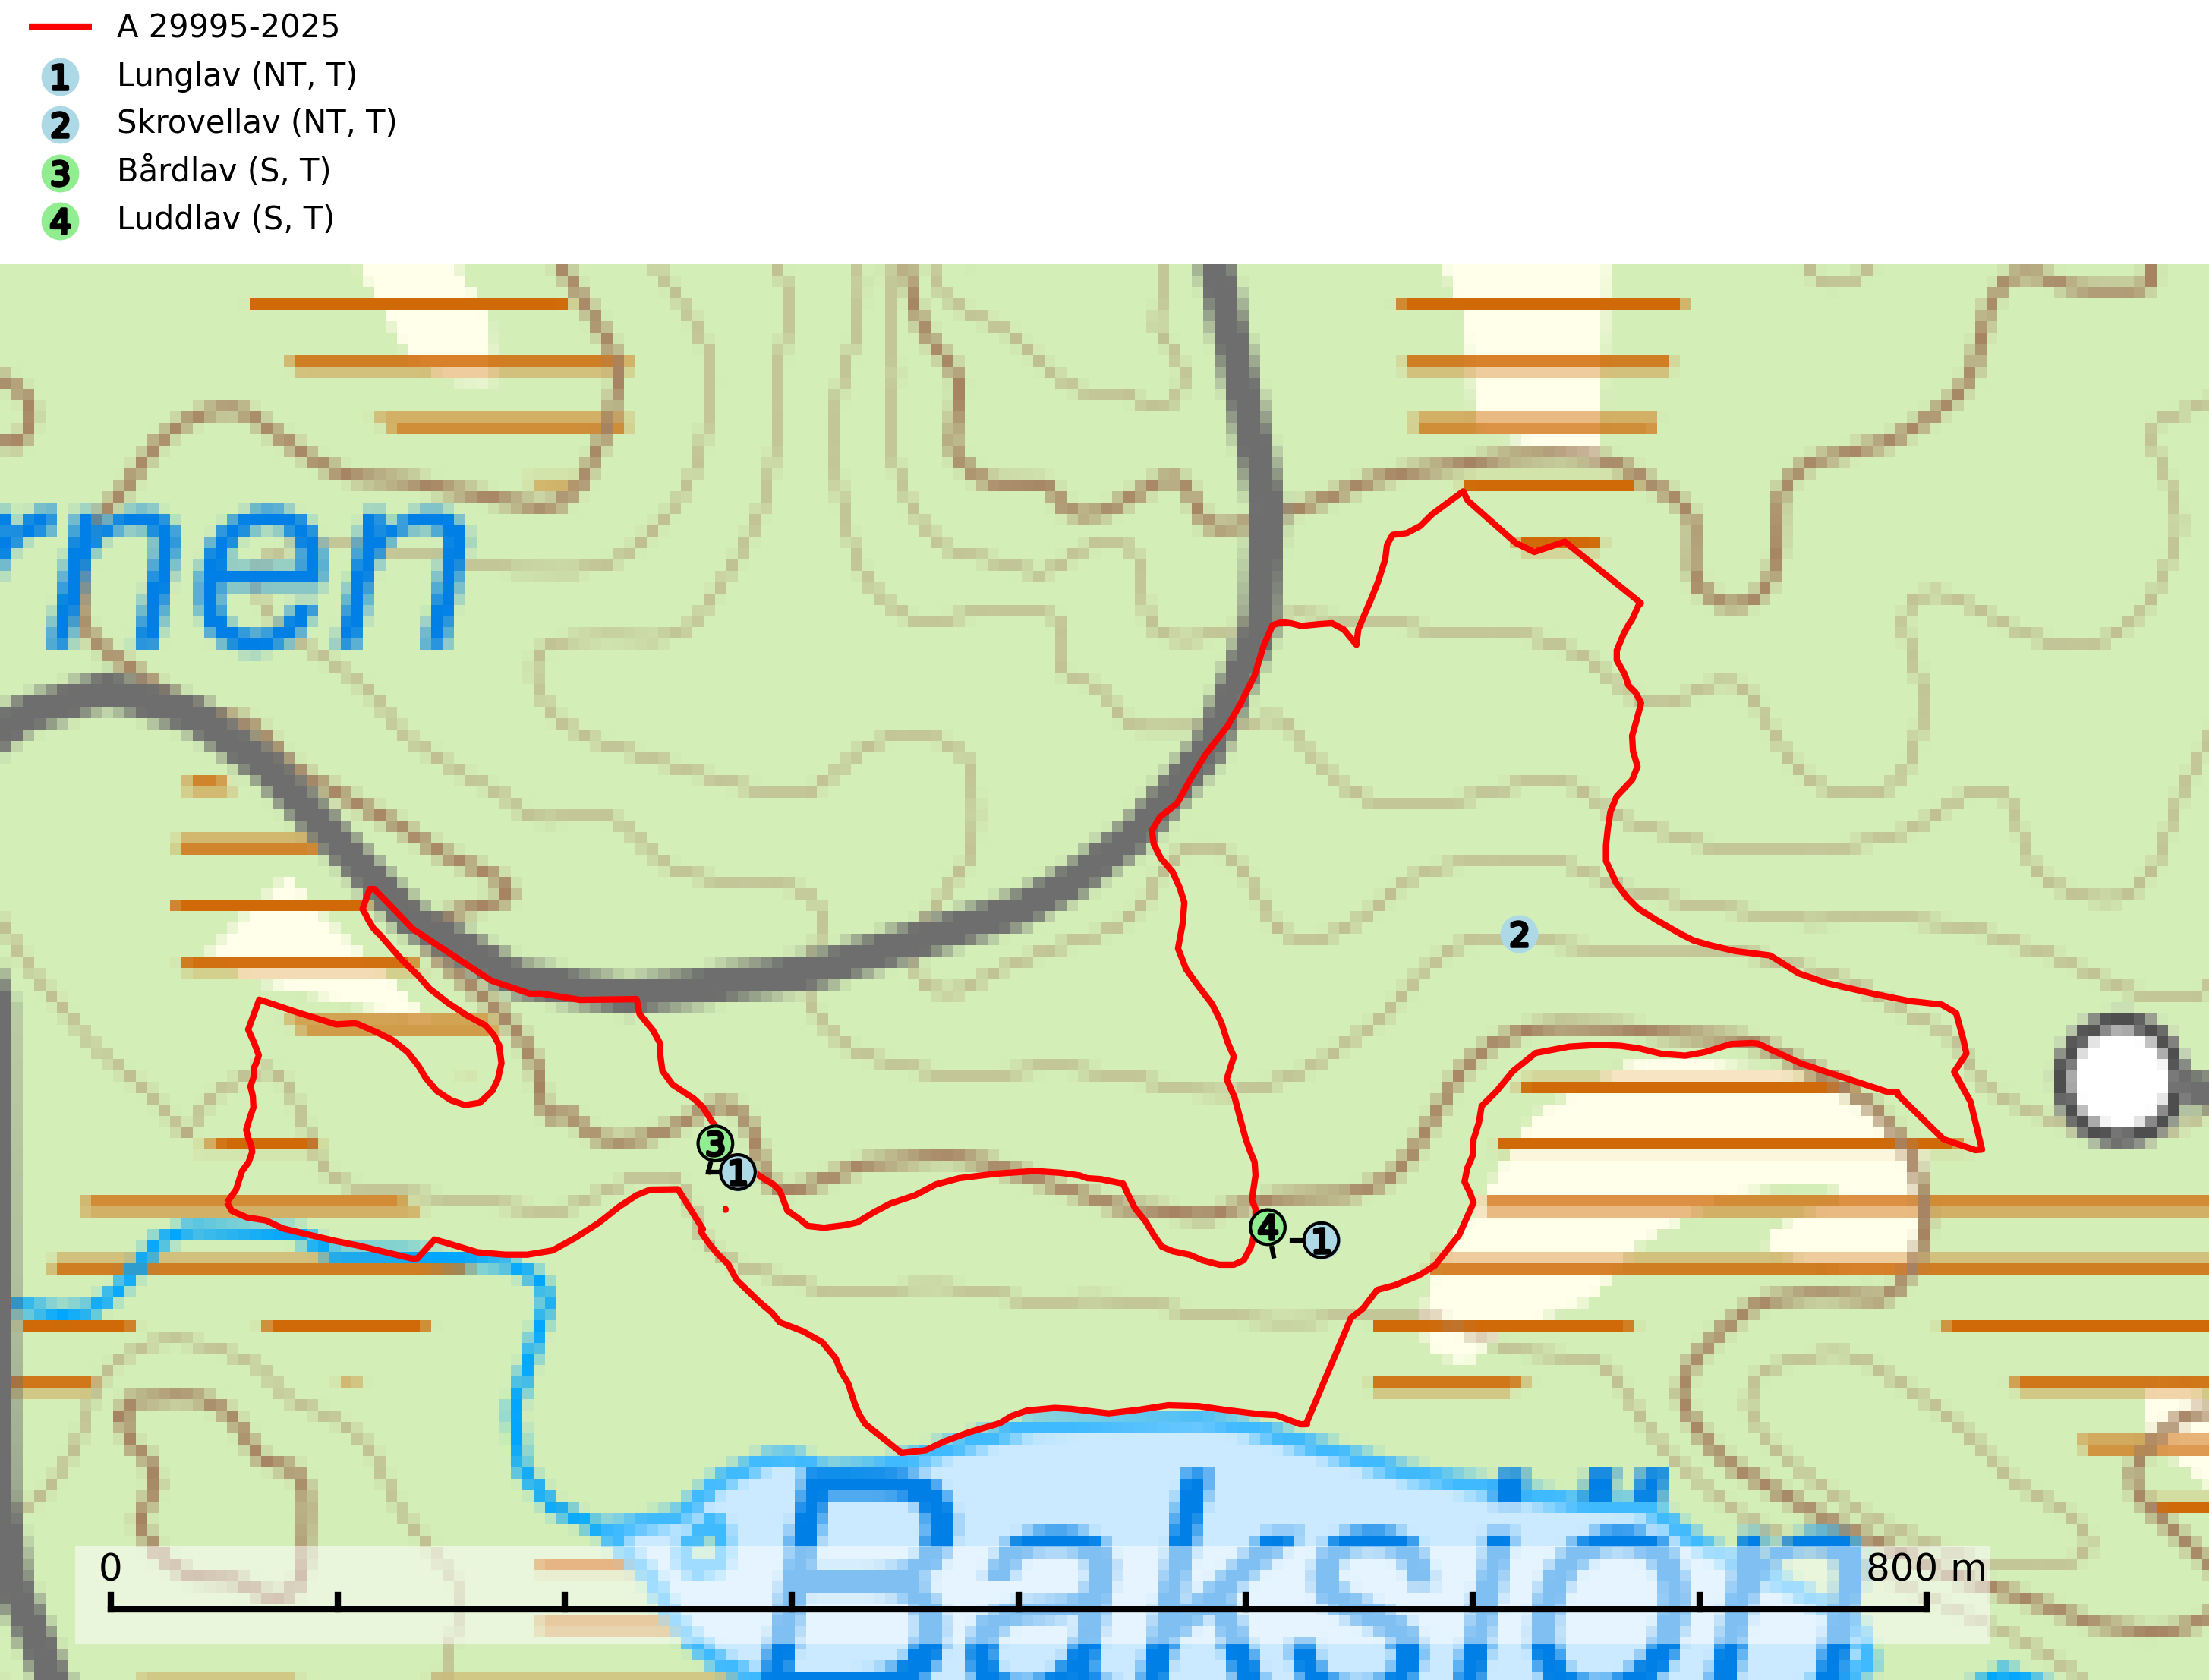 A 29995-2025
1 Lunglav (NT, T)
2 Skrovellav (NT, T)
3 Bårdlav (S, T)
4 Luddlav (S, T)
rnen
2
3
1
4
1
Baksjön
0
800 m